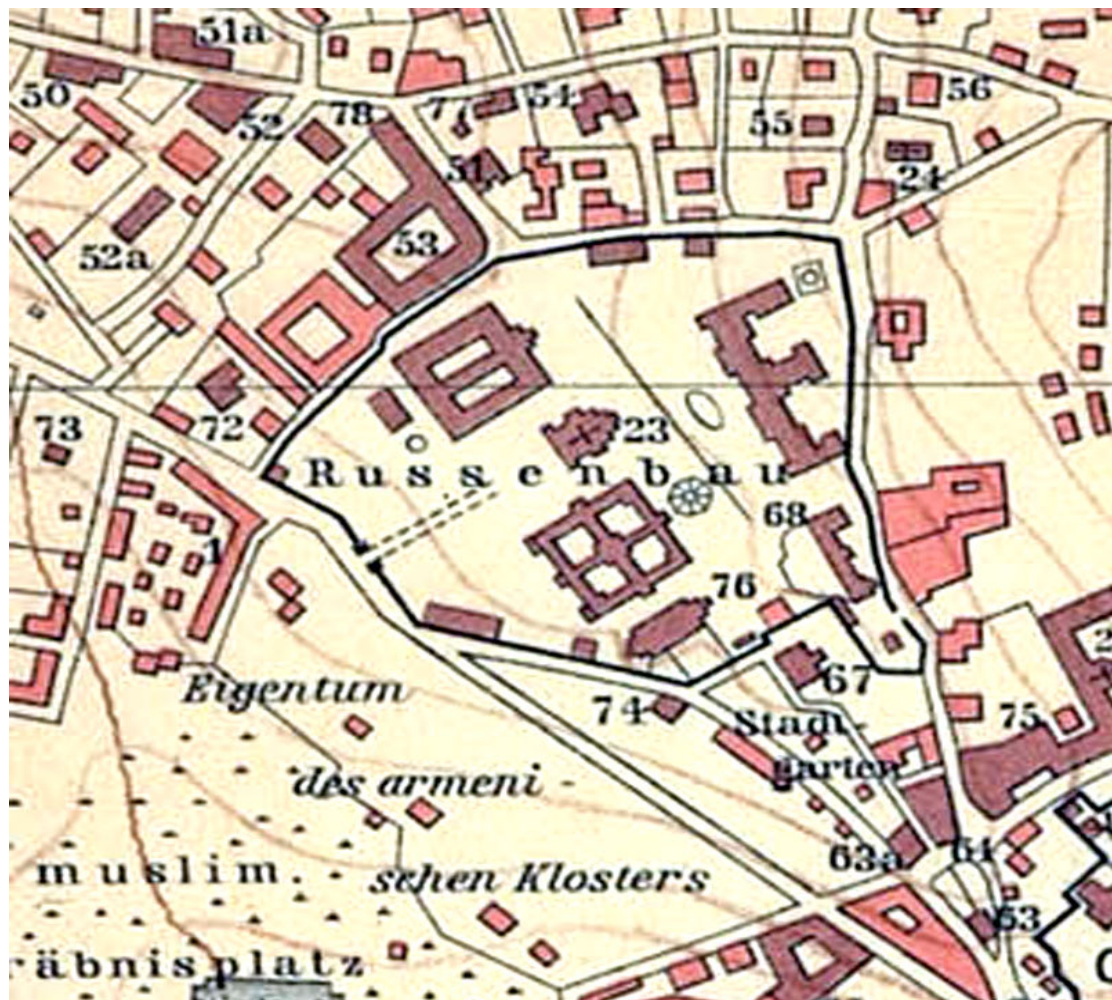 51a
50
52
78
77
54
55
56
51
24
52a
53
73
72
23
Russenbau
1
68
76
67
Eigentum
74
Stadt-
garten
75
des armeni-
muslim.
schen Klosters
63a
64
63
räbnisplatz